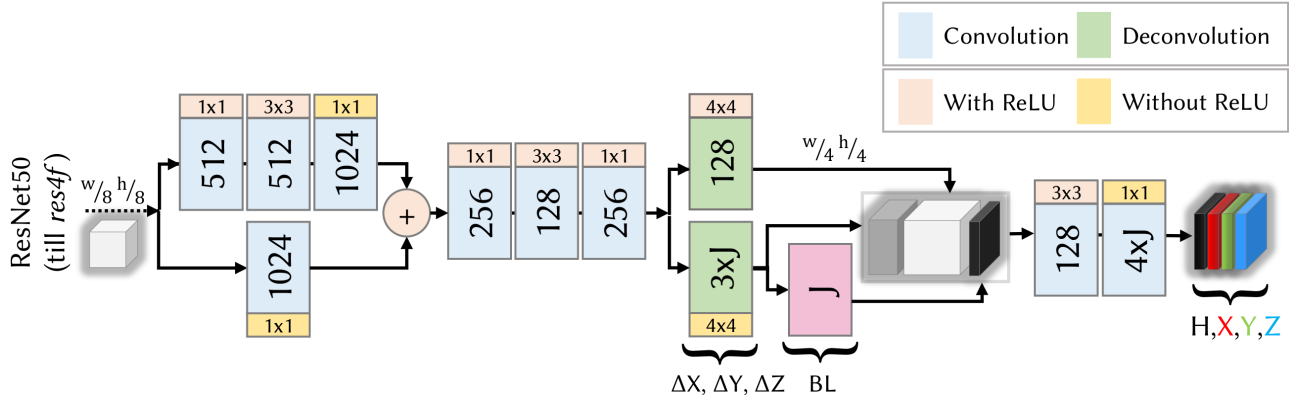 Convolution
Deconvolution
With ReLU
Without ReLU
ResNet50
(till res4f)
w/8 h/8
1x1
512
3x3
512
1x1
1024
1024
1x1
+
1x1
256
3x3
128
1x1
256
4x4
128
3xJ
4x4
ΔX, ΔY, ΔZ
J
BL
w/4 h/4
3x3
128
1x1
4xJ
H,X,Y,Z